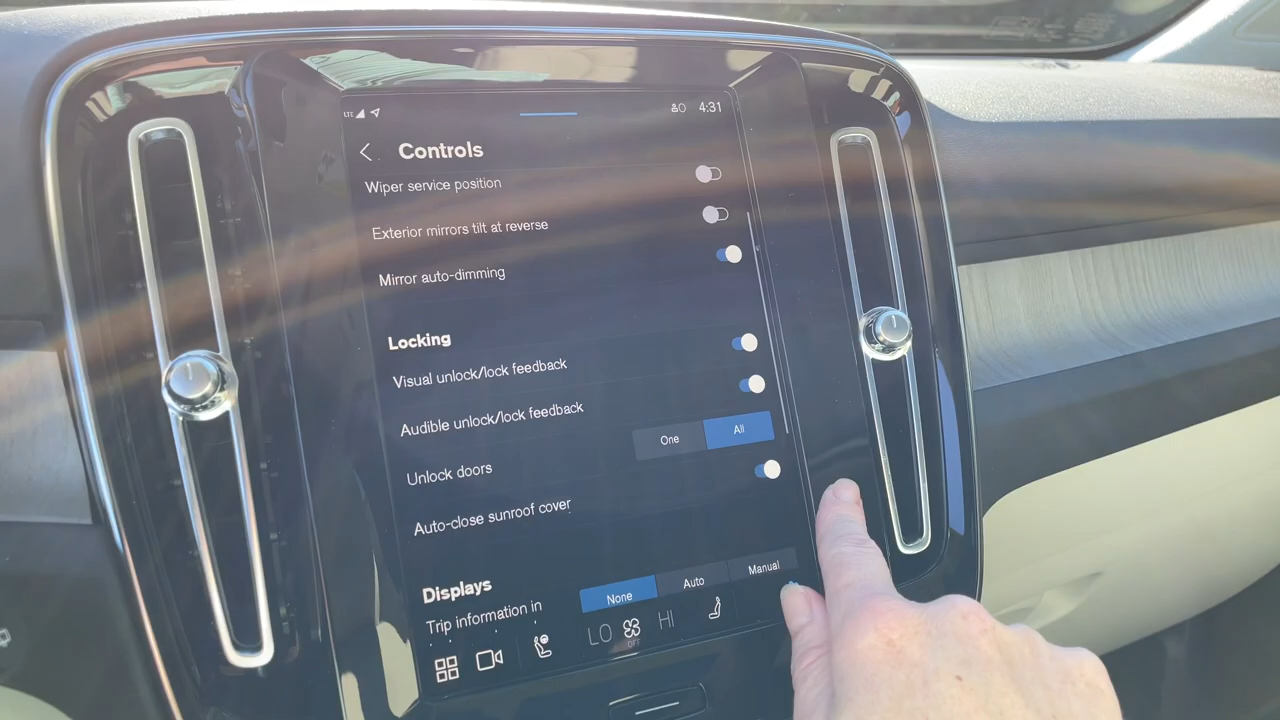 LTE 4:31
Controls
Wiper service position
Exterior mirrors tilt at reverse
Mirror auto-dimming
Locking
Visual unlock/lock feedback
Audible unlock/lock feedback
Unlock doors One All
Auto-close sunroof cover
Displays
Trip information in None Auto Manual
LO OFF HI